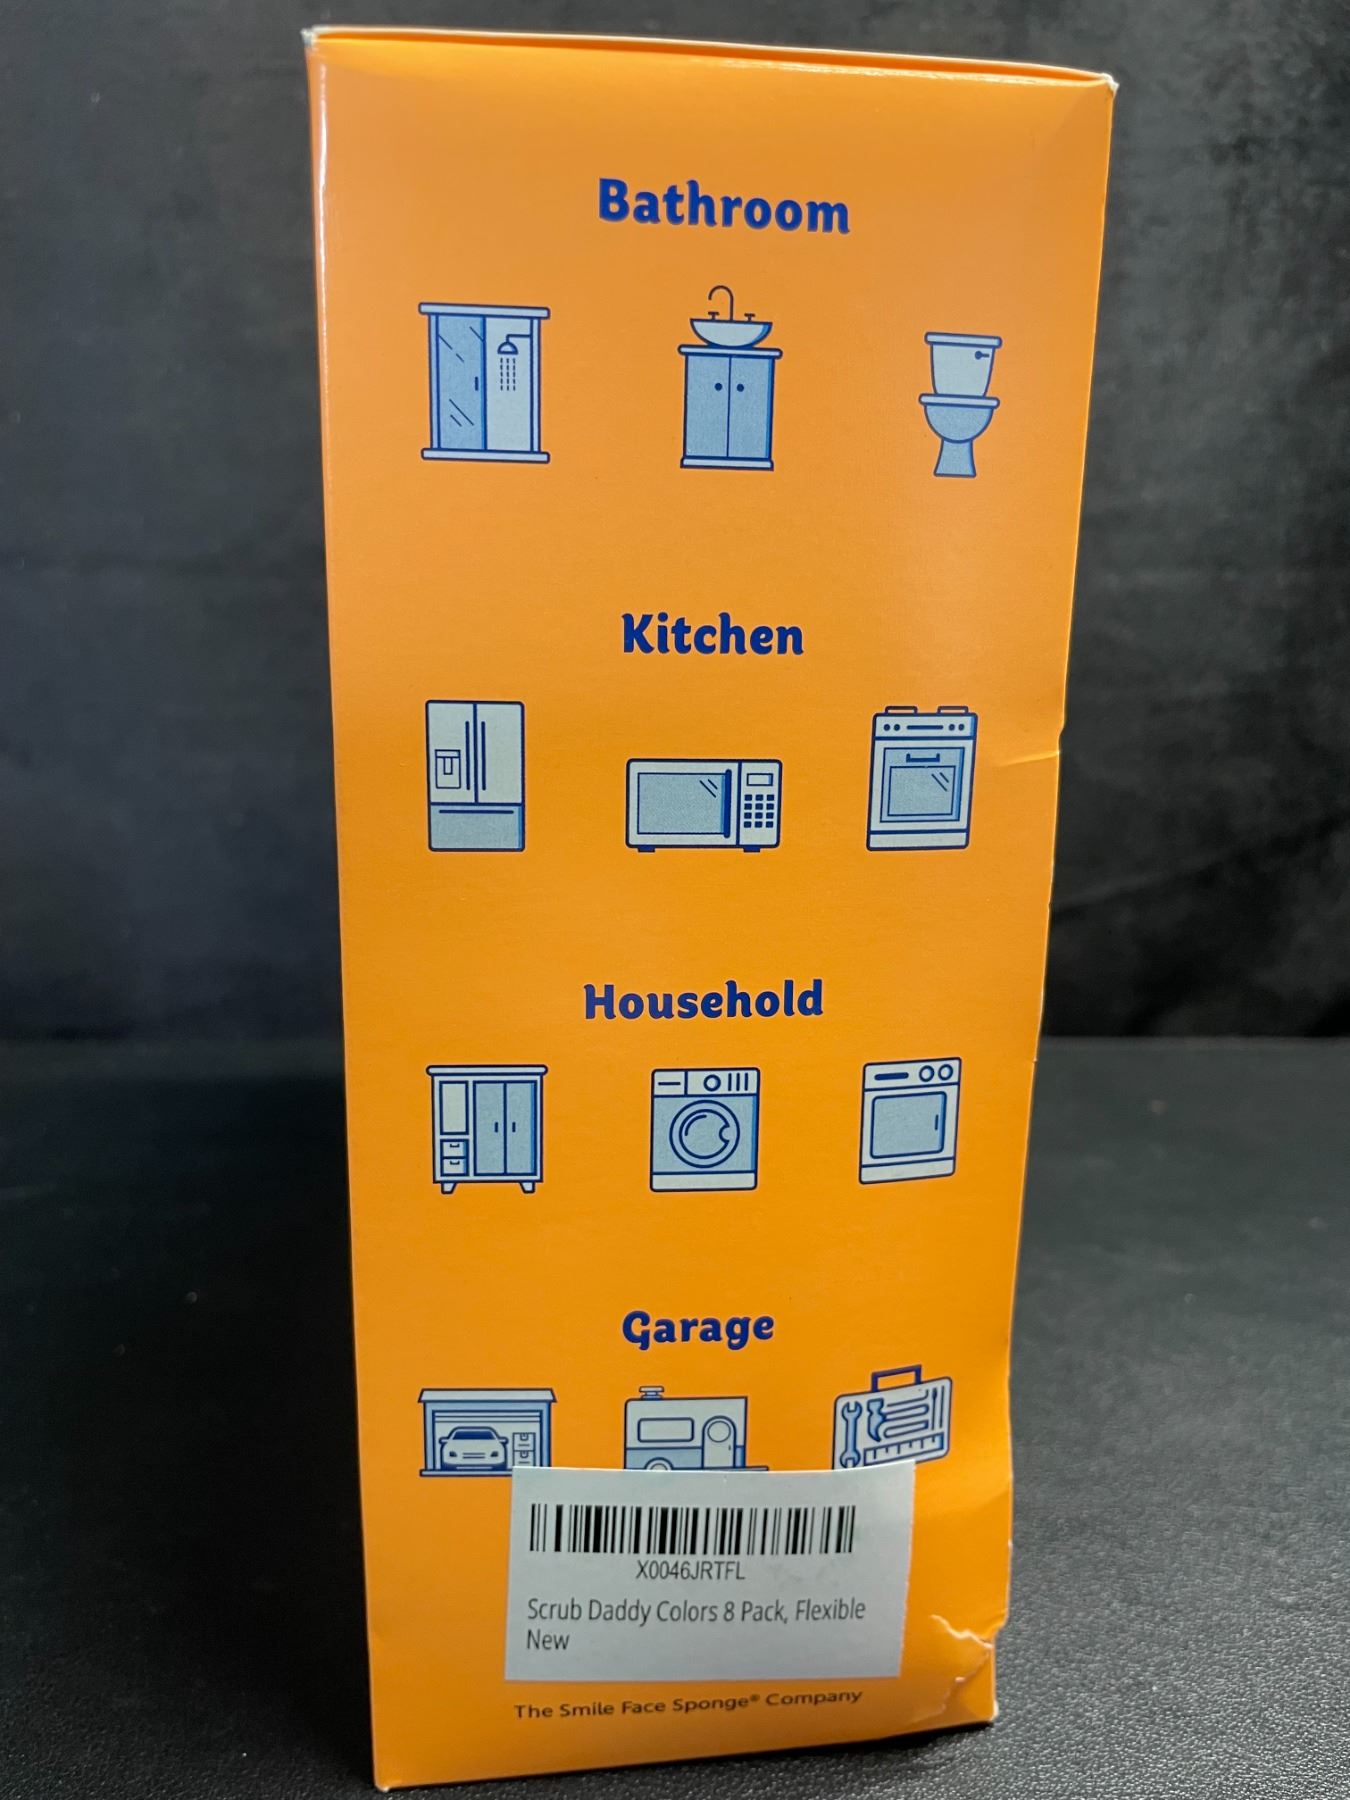 Bathroom
Kitchen
Household
Garage
X0046JRTFL
Scrub Daddy Colors 8 Pack, Flexible
New
The Smile Face Sponge® Company